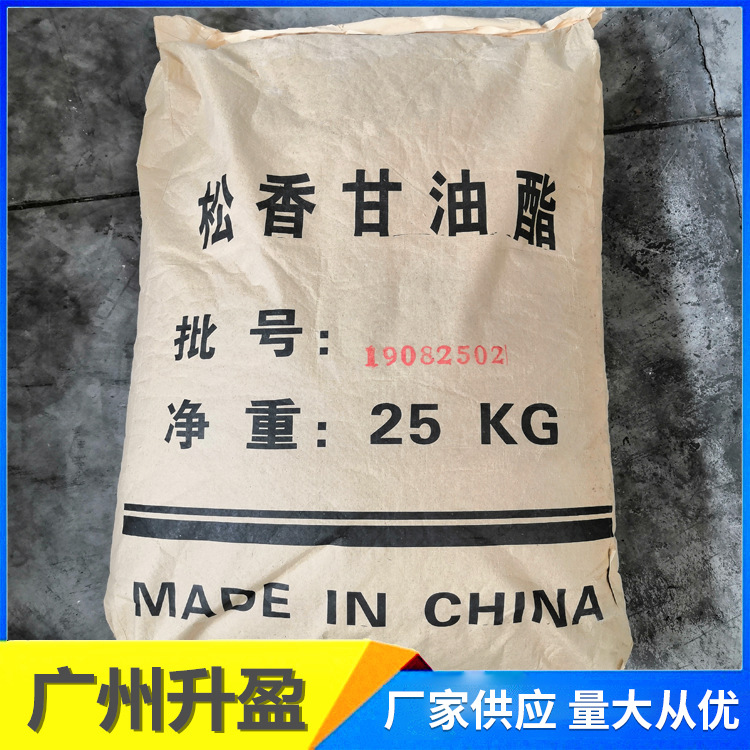 松香甘油酯
批号: 19082502
净重: 25 KG
MADE IN CHINA
广州升盈
厂家供应 量大从优